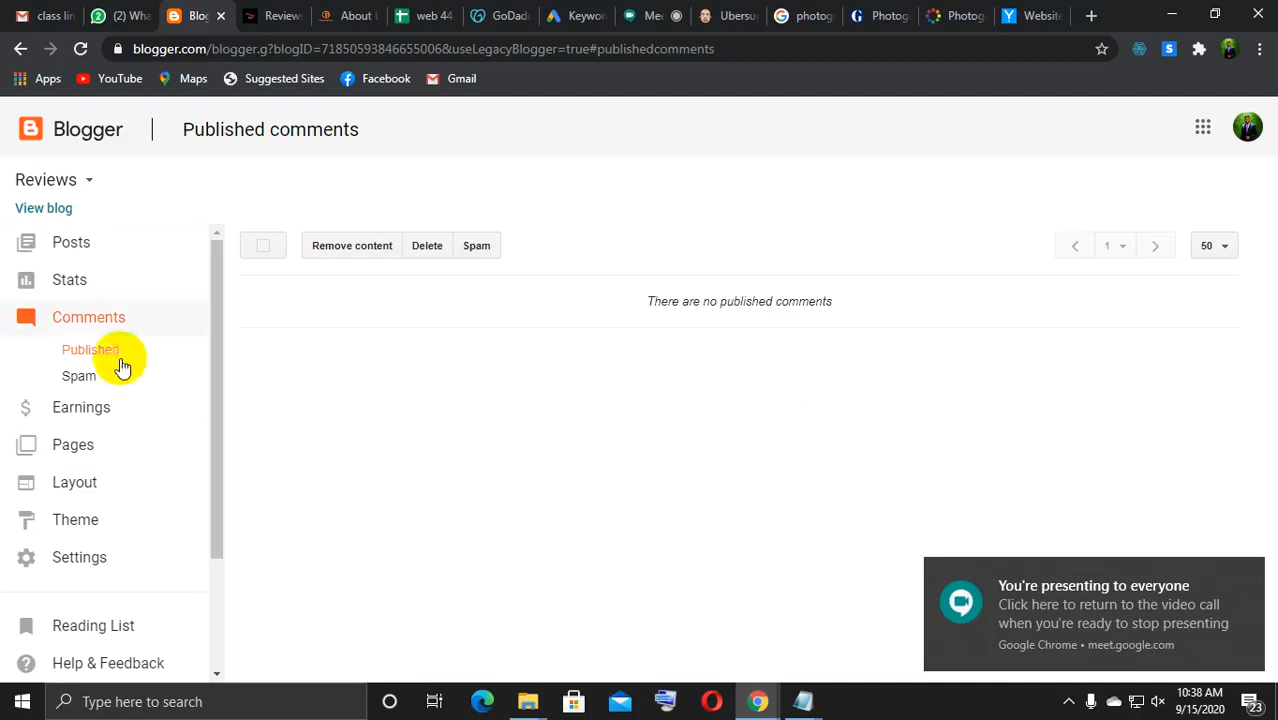 class lin
(2) Wha
Blog
Reviews
About U
web 44
GoDad
Keywor
Mee
Ubersug
photog
Photog
Photog
Website
blogger.com/blogger.g?blogID=71850593846655006&useLegacyBlogger=true#publishedcomments
Apps YouTube Maps Suggested Sites Facebook Gmail
Blogger Published comments
Reviews
View blog
Posts
Stats
Comments
Published
Spam
Earnings
Pages
Layout
Theme
Settings
Reading List
Help & Feedback
Remove content Delete Spam 1 50
There are no published comments
You're presenting to everyone
Click here to return to the video call
when you're ready to stop presenting
Google Chrome • meet.google.com
Type here to search
10:38 AM
9/15/2020
23